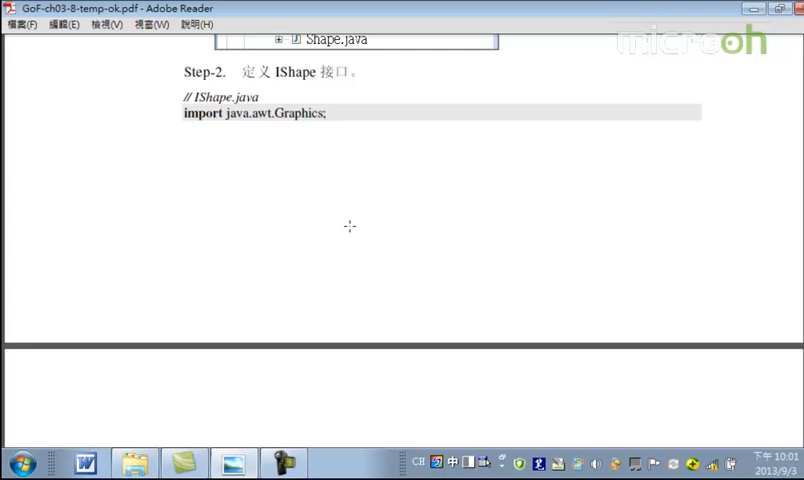 GoF-ch03-8-temp-ok.pdf - Adobe Reader
檔案(F) 編輯(E) 檢視(V) 視窗(W) 說明(H)
microoh
Shape.java
Step-2. 定义 IShape 接口。
// IShape.java
import java.awt.Graphics;
CH 中
下午 10:01
2013/9/3